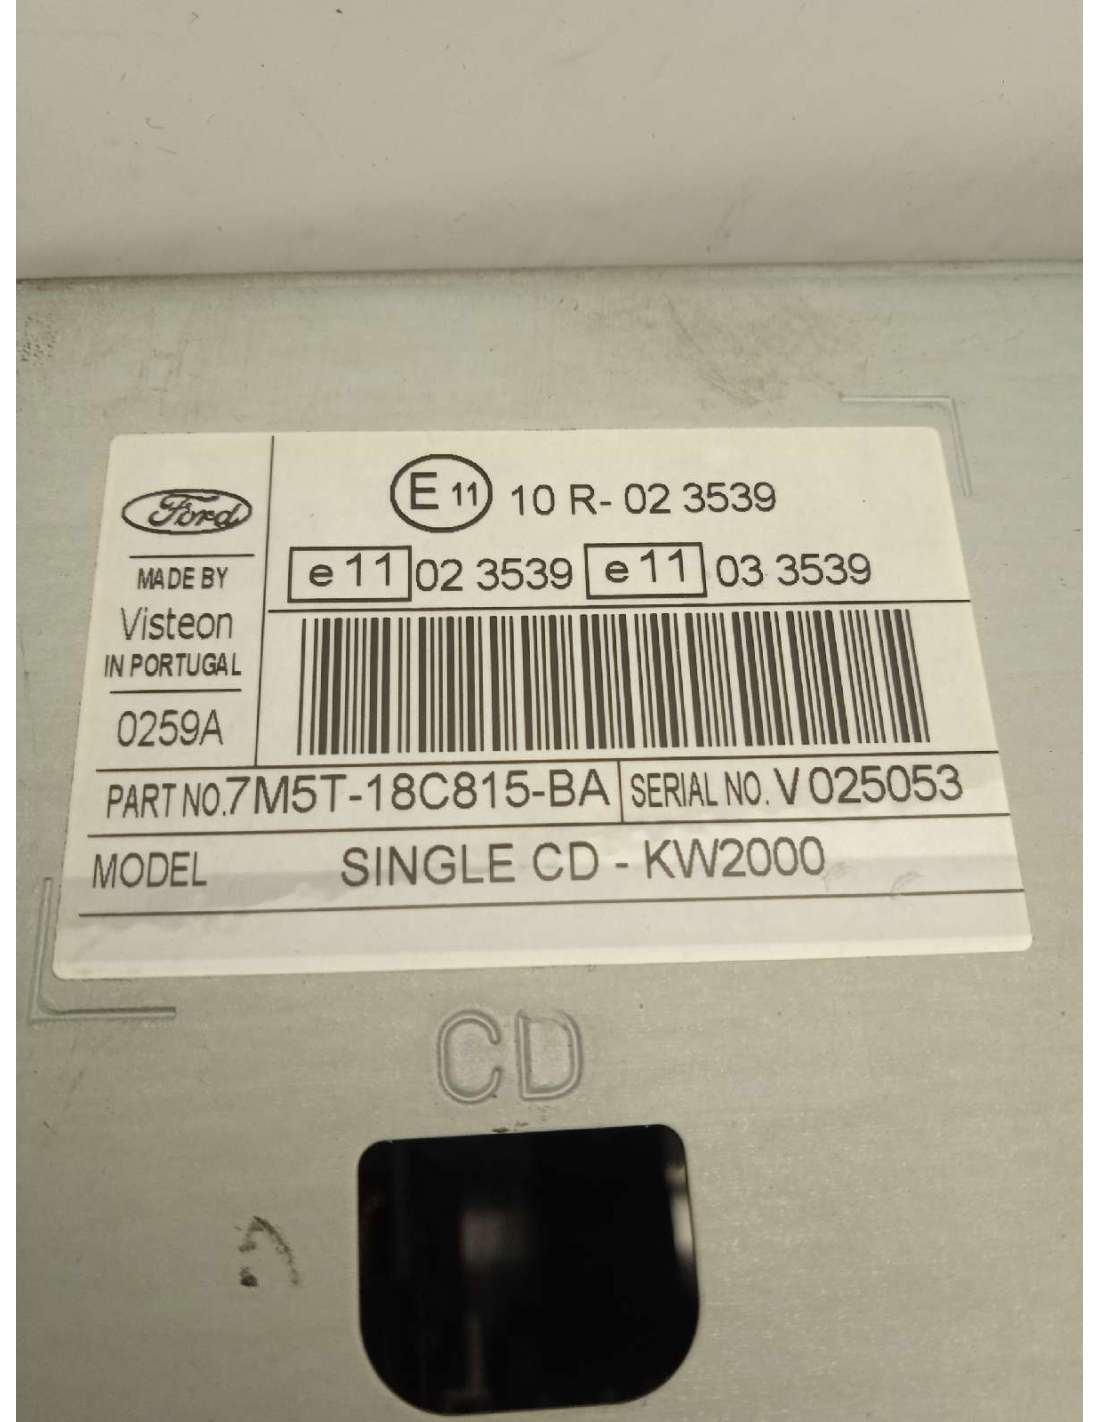 Ford
MADE BY
Visteon
IN PORTUGAL
0259A
E 11 10 R- 02 3539
e 11 02 3539 e 11 03 3539
PART NO. 7M5T-18C815-BA SERIAL NO. V 025053
MODEL SINGLE CD - KW2000
CD